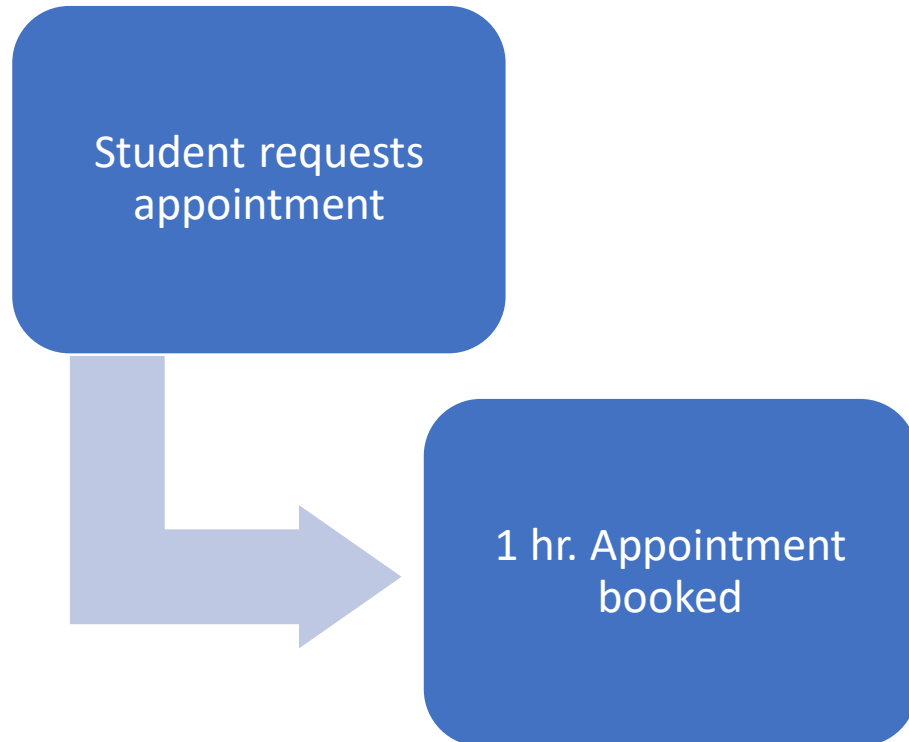 Student requests
appointment
1 hr. Appointment
booked